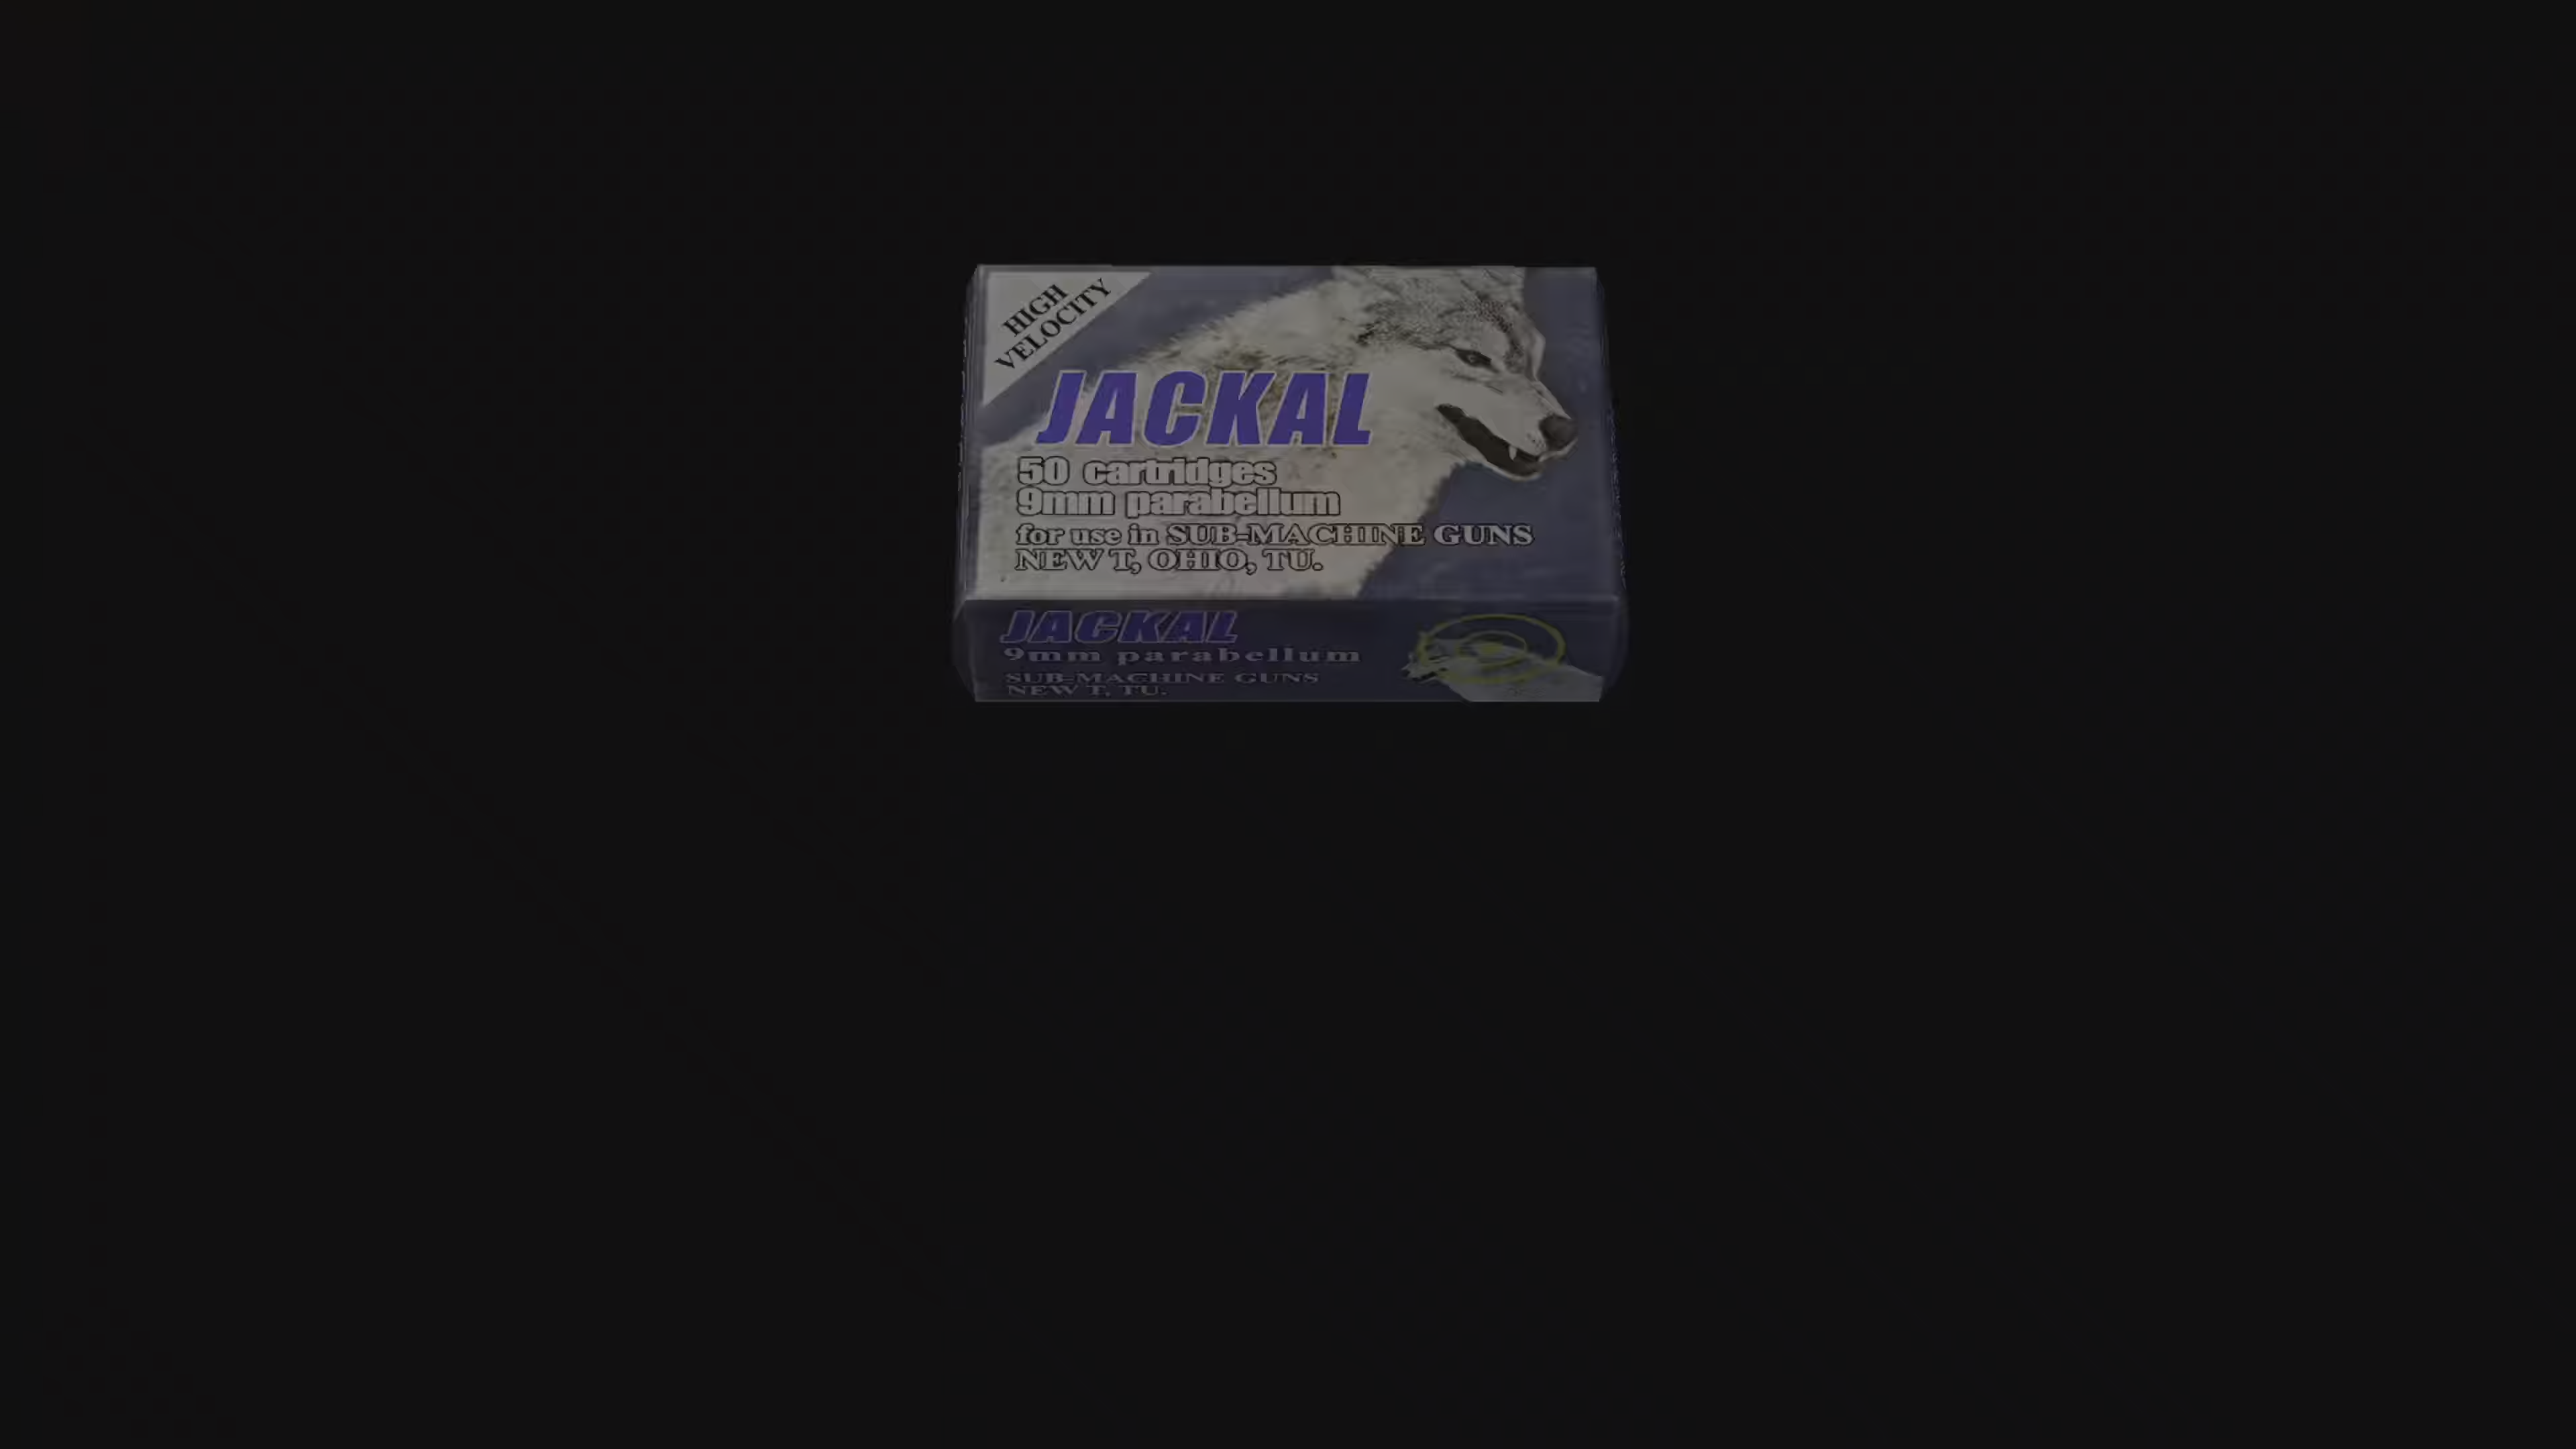 HIGH
VELOCITY
JACKAL
50 cartridges
9mm parabellum
for use in SUB-MACHINE GUNS
NEW T, OHIO, TU.
JACKAL
9mm parabellum
SUB-MACHINE GUNS
NEW T, TU.